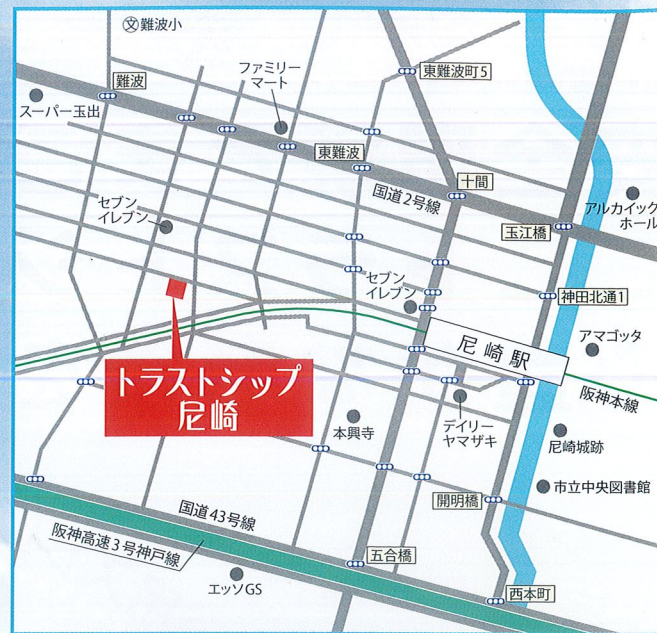 文 難波小
難波
ファミリー
マート
東難波町5
スーパー玉出
東難波
国道2号線
十間
アルカイック
ホール
玉江橋
セブン
イレブン
セブン
イレブン
神田北通1
尼崎駅
アマゴッタ
阪神本線
トラストシップ
尼崎
本興寺
デイリー
ヤマザキ
尼崎城跡
市立中央図書館
開明橋
国道43号線
阪神高速3号神戸線
五合橋
エッソGS
西本町